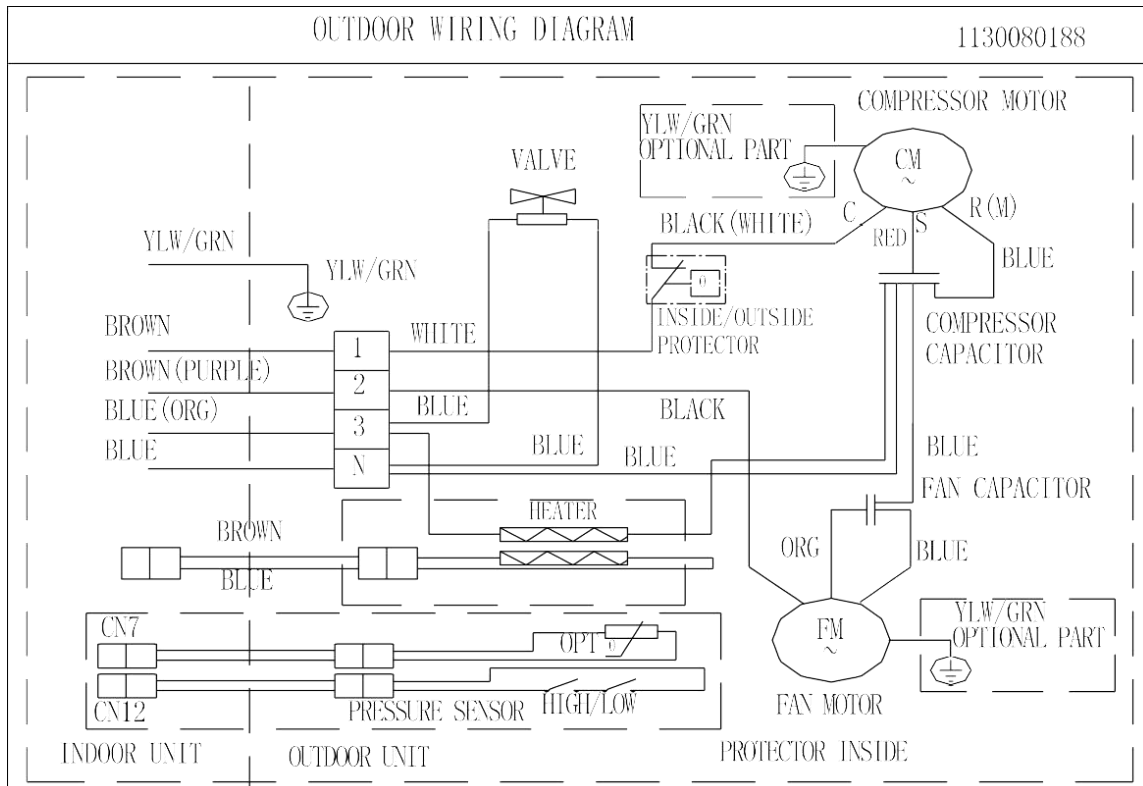 OUTDOOR WIRING DIAGRAM
1130080188
COMPRESSOR MOTOR
YLW/GRN
OPTIONAL PART
CM
~
VALVE
C
S
R(M)
BLACK(WHITE)
RED
BLUE
YLW/GRN
YLW/GRN
θ
INSIDE/OUTSIDE
PROTECTOR
COMPRESSOR
CAPACITOR
BROWN
1
WHITE
BROWN(PURPLE)
2
BLUE(ORG)
3
BLUE
BLACK
BLUE
N
BLUE
BLUE
BLUE
FAN CAPACITOR
HEATER
BROWN
BLUE
ORG
BLUE
YLW/GRN
OPTIONAL PART
CN7
OPT
θ
FM
~
CN12
PRESSURE SENSOR
HIGH/LOW
FAN MOTOR
INDOOR UNIT
OUTDOOR UNIT
PROTECTOR INSIDE